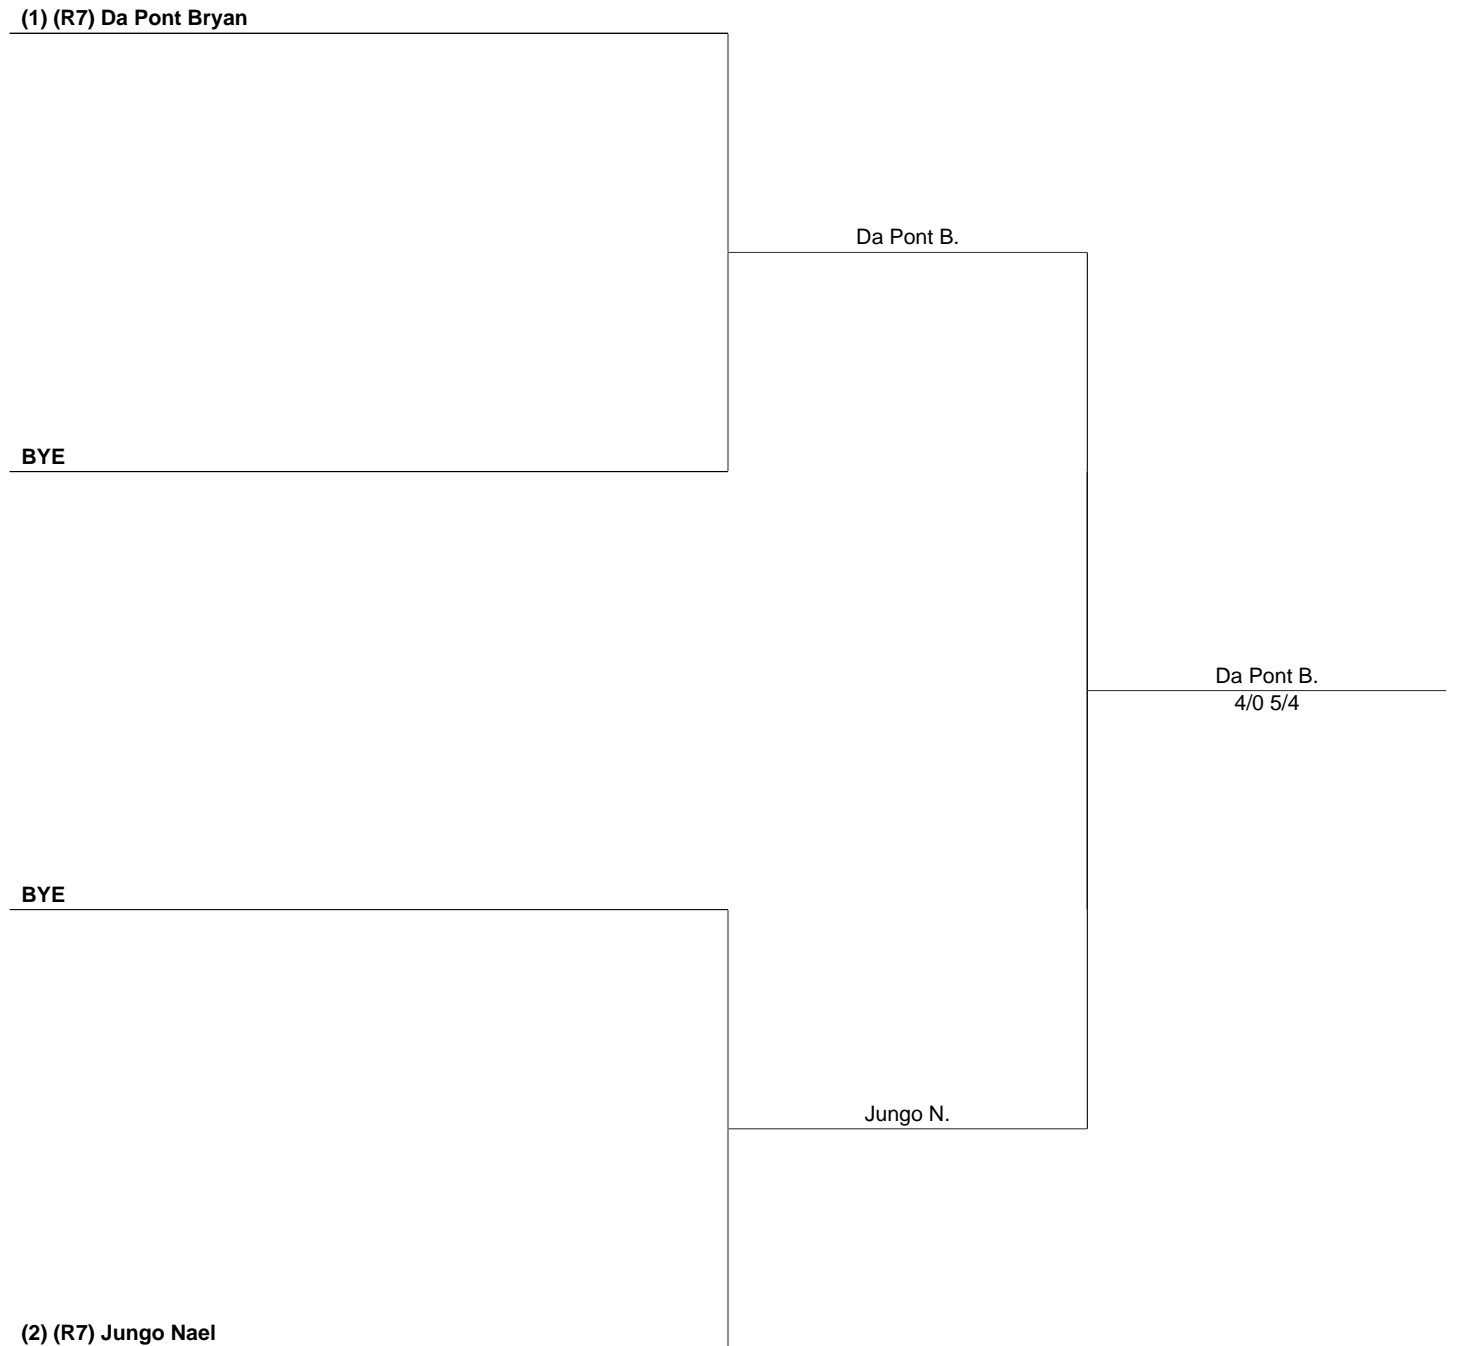 (1) (R7) Da Pont Bryan
Da Pont B.
BYE
Da Pont B.
4/0 5/4
BYE
Jungo N.
(2) (R7) Jungo Nael